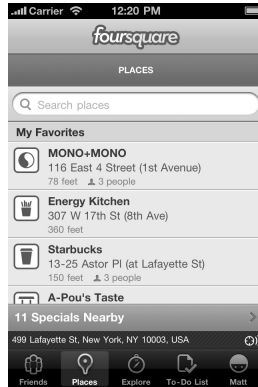 Carrier 12:20 PM
foursquare
PLACES
Search places
My Favorites
MONO+MONO
116 East 4 Street (1st Avenue)
78 feet 3 people
Energy Kitchen
307 W 17th St (8th Ave)
360 feet
Starbucks
13-25 Astor Pl (at Lafayette St)
150 feet 3 people
A-Pou's Taste
11 Specials Nearby
499 Lafayette St, New York, NY 10003, USA
Friends Places Explore To-Do List Matt